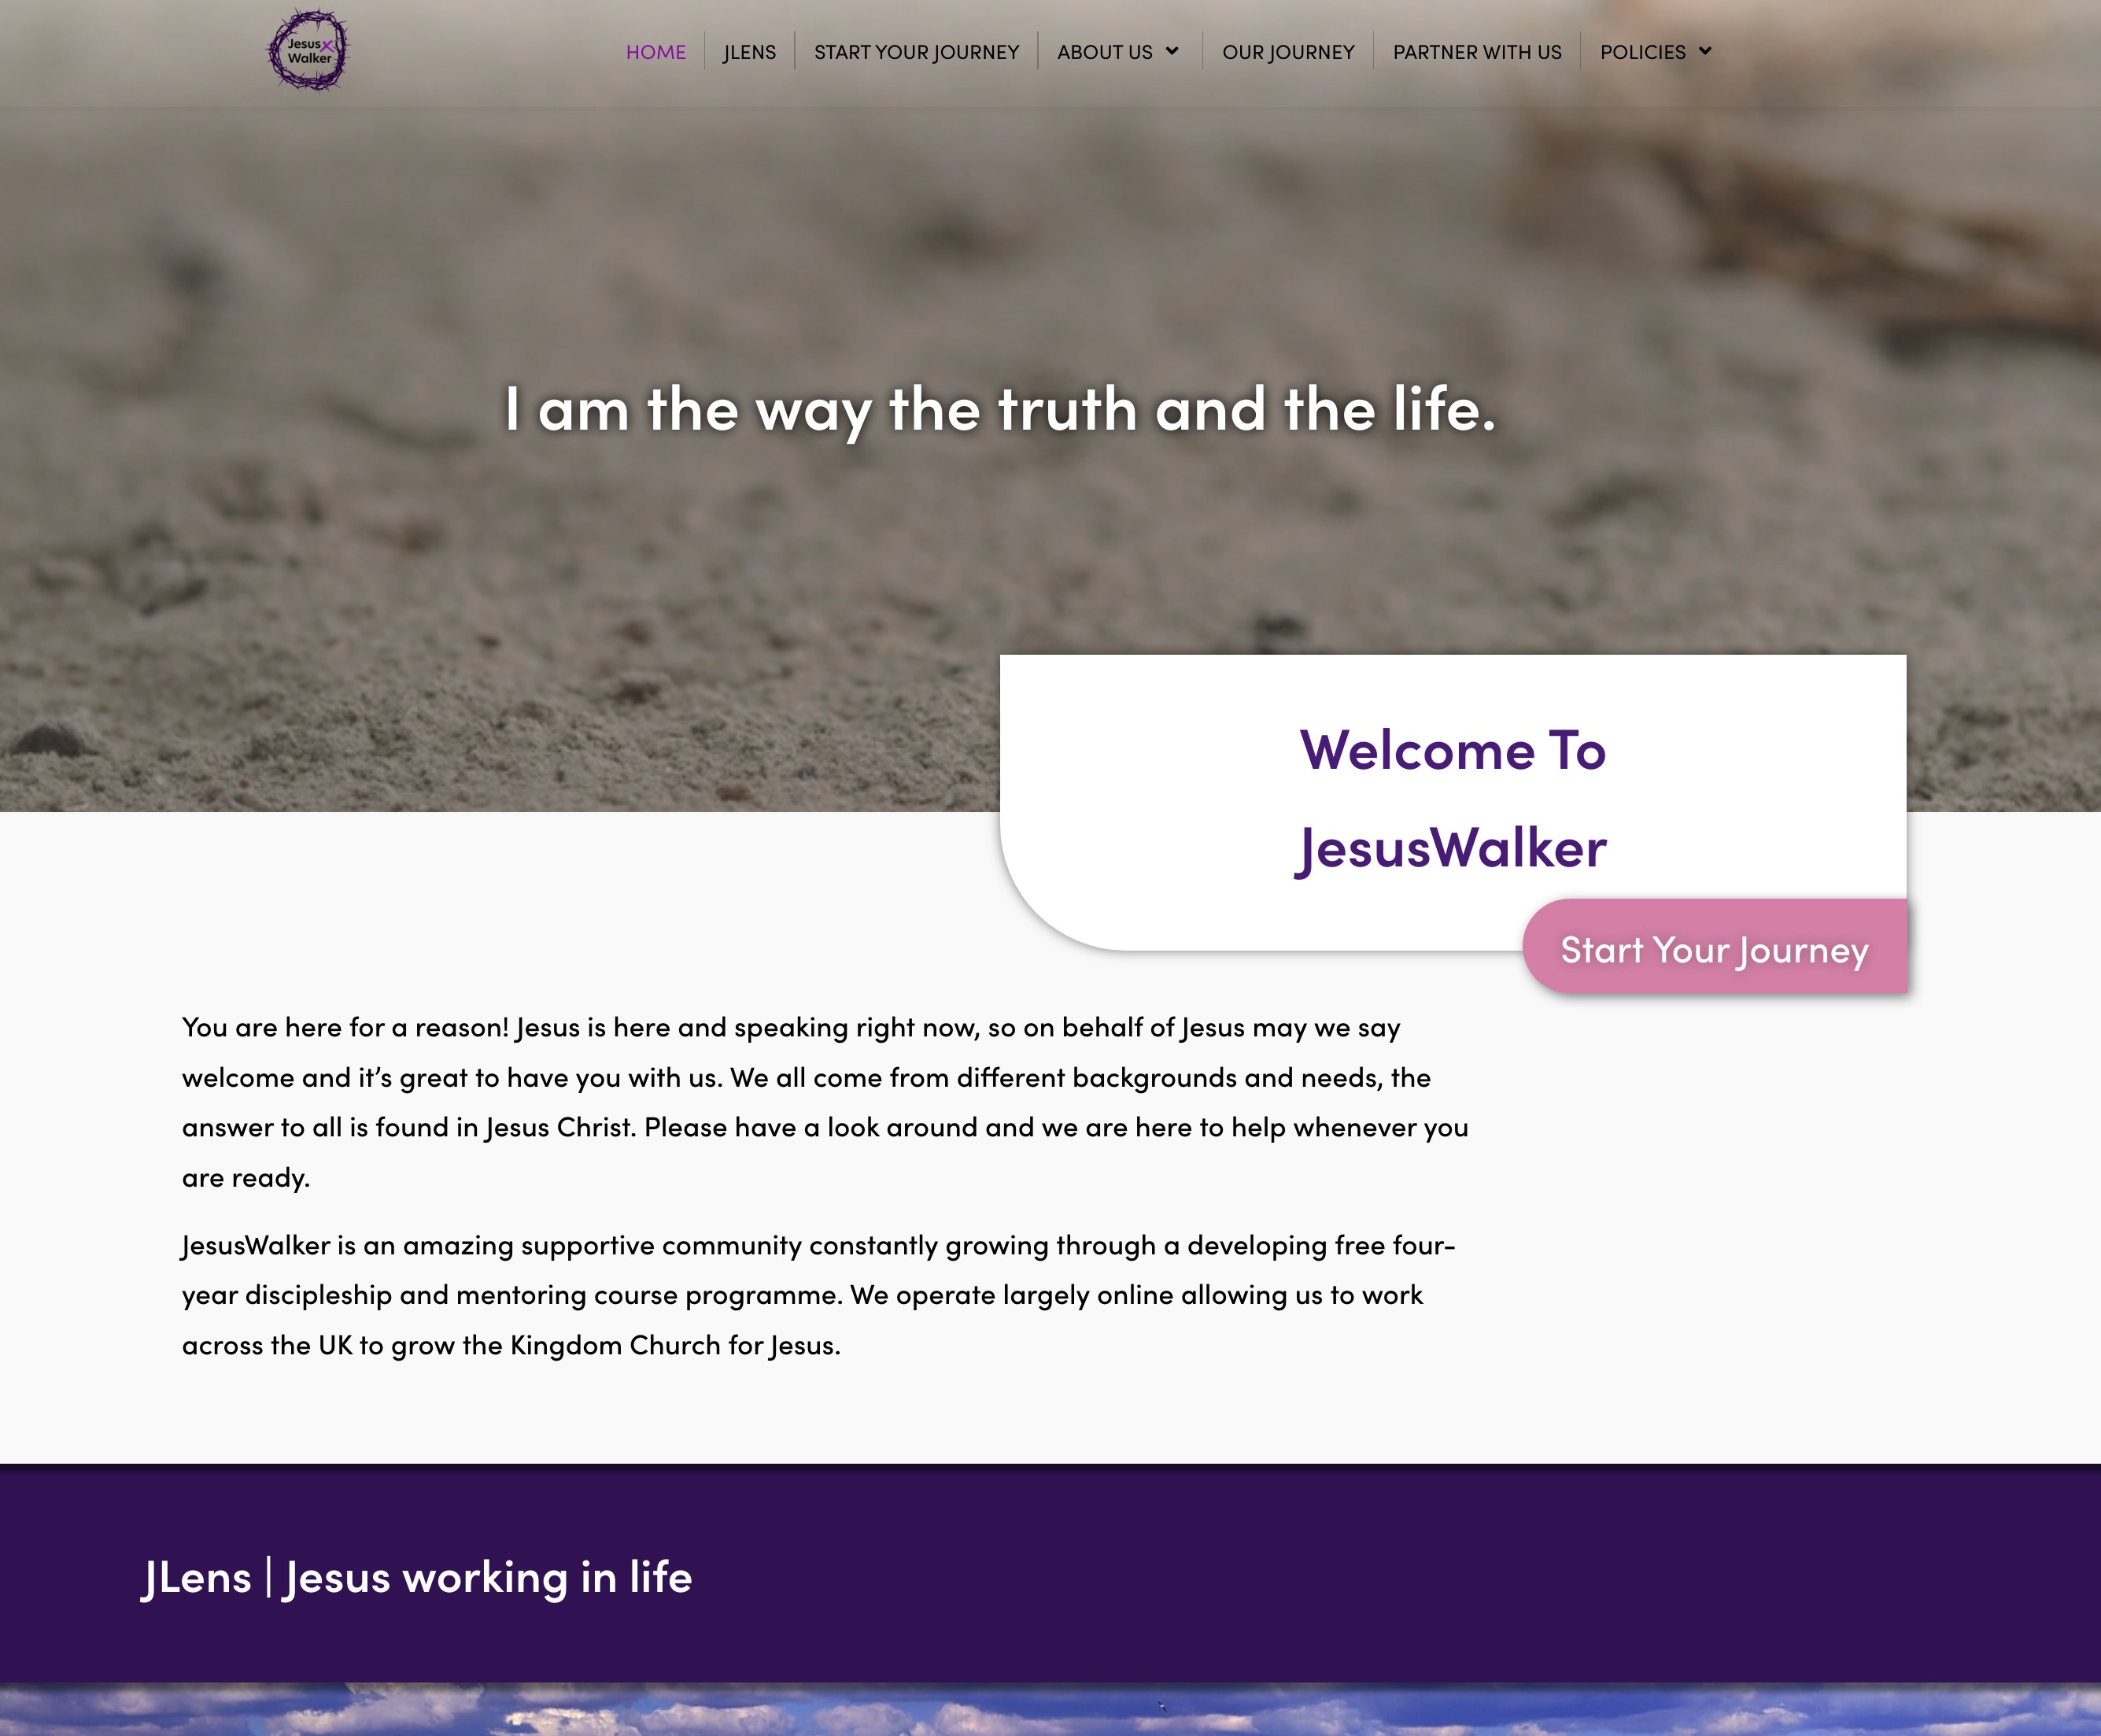 Jesus
Walker
HOME
JLENS
START YOUR JOURNEY
ABOUT US
OUR JOURNEY
PARTNER WITH US
POLICIES
I am the way the truth and the life.
Welcome To
JesusWalker
Start Your Journey
You are here for a reason! Jesus is here and speaking right now, so on behalf of Jesus may we say
welcome and it’s great to have you with us. We all come from different backgrounds and needs, the
answer to all is found in Jesus Christ. Please have a look around and we are here to help whenever you
are ready.
JesusWalker is an amazing supportive community constantly growing through a developing free four-
year discipleship and mentoring course programme. We operate largely online allowing us to work
across the UK to grow the Kingdom Church for Jesus.
JLens | Jesus working in life